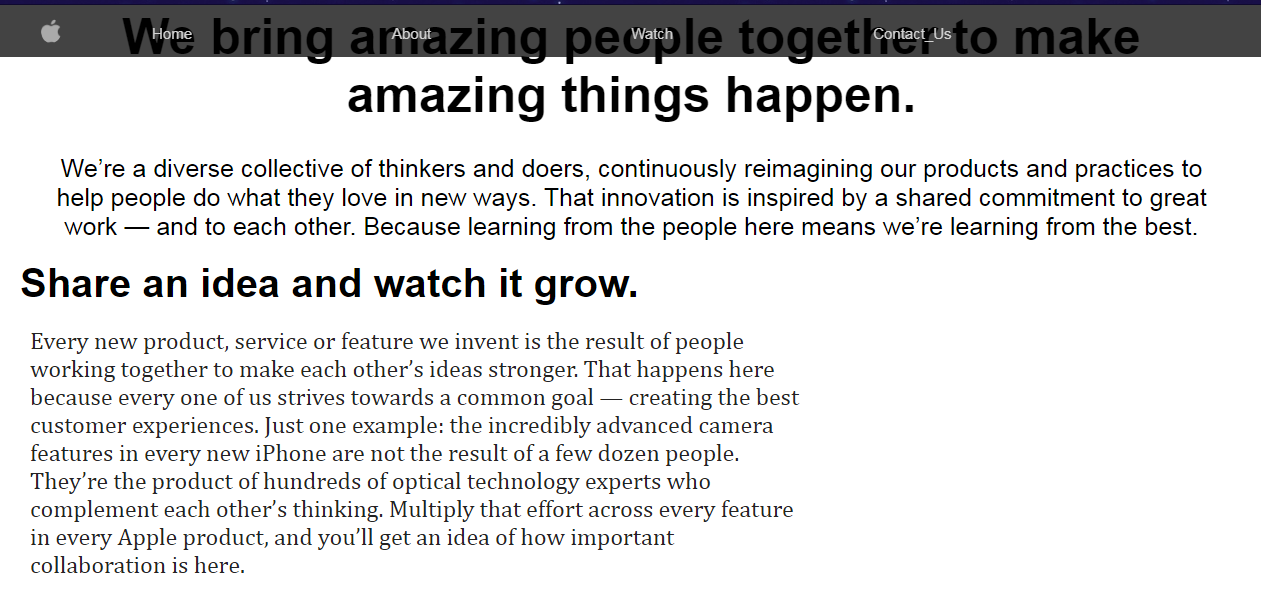 Home About Watch Contact_Us
We bring amazing people together to make
amazing things happen.
We’re a diverse collective of thinkers and doers, continuously reimagining our products and practices to
help people do what they love in new ways. That innovation is inspired by a shared commitment to great
work — and to each other. Because learning from the people here means we’re learning from the best.
Share an idea and watch it grow.
Every new product, service or feature we invent is the result of people
working together to make each other’s ideas stronger. That happens here
because every one of us strives towards a common goal — creating the best
customer experiences. Just one example: the incredibly advanced camera
features in every new iPhone are not the result of a few dozen people.
They’re the product of hundreds of optical technology experts who
complement each other’s thinking. Multiply that effort across every feature
in every Apple product, and you’ll get an idea of how important
collaboration is here.